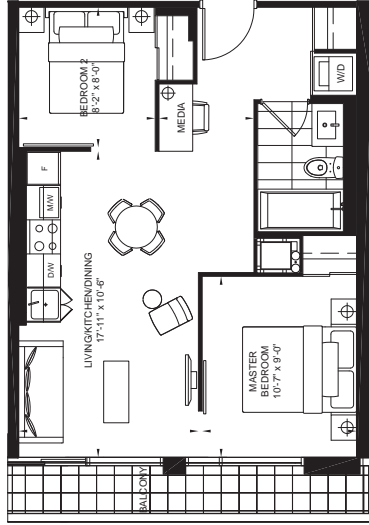 BEDROOM 2
8'-2" x 8'-0"
MEDIA
W/D
F
M/W
D/W
LIVING/KITCHEN/DINING
17'-11" x 10'-6"
MASTER
BEDROOM
10'-7" x 9'-0"
BALCONY